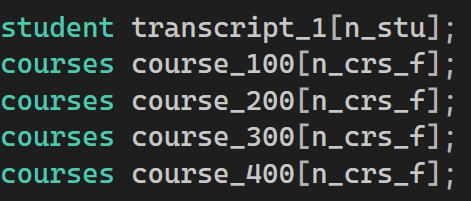 student transcript_1[n_stu];
courses course_100[n_crs_f];
courses course_200[n_crs_f];
courses course_300[n_crs_f];
courses course_400[n_crs_f];